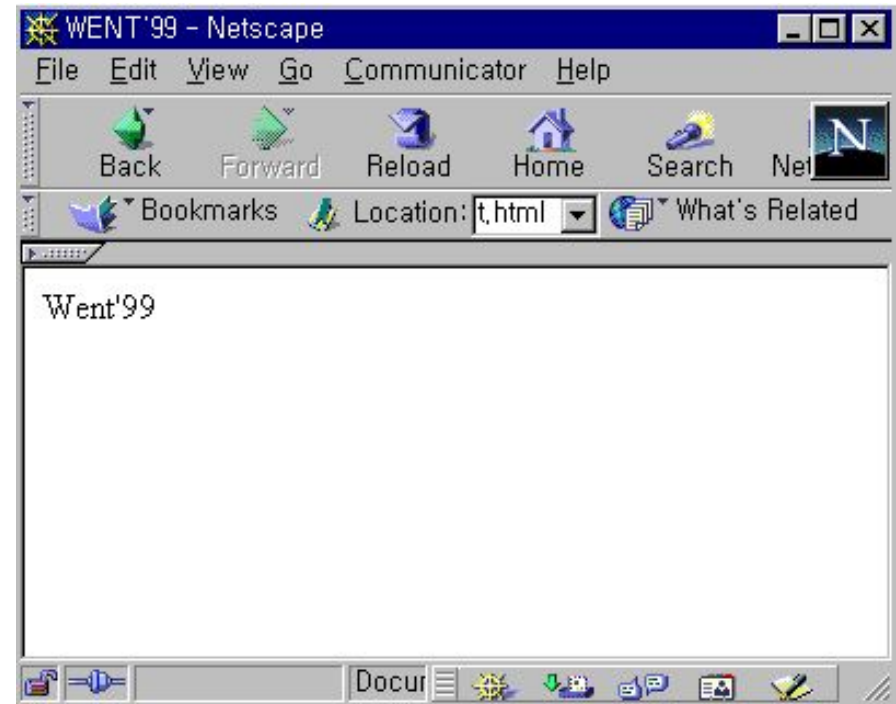 WENT'99 - Netscape
File Edit View Go Communicator Help
Back Forward Reload Home Search Net
N
Bookmarks Location: t.html What's Related
Went'99
Docur